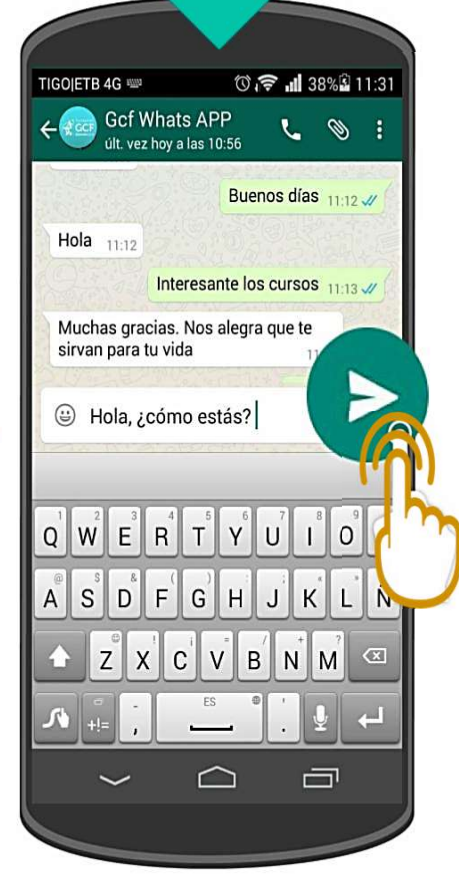 TIGO|ETB 4G 38% 11:31
GCF Gcf Whats APP
últ. vez hoy a las 10:56
Buenos días 11:12
Hola 11:12
Interesante los cursos 11:13
Muchas gracias. Nos alegra que te
sirvan para tu vida 11
Hola, ¿cómo estás?
1 2 3 4 5 6 7 8 9
Q W E R T Y U I O
@ $ & ( ) : ; " *
A S D F G H J K L Ñ
! ¡ = / + ?
Z X C V B N M
ES
+!= , .